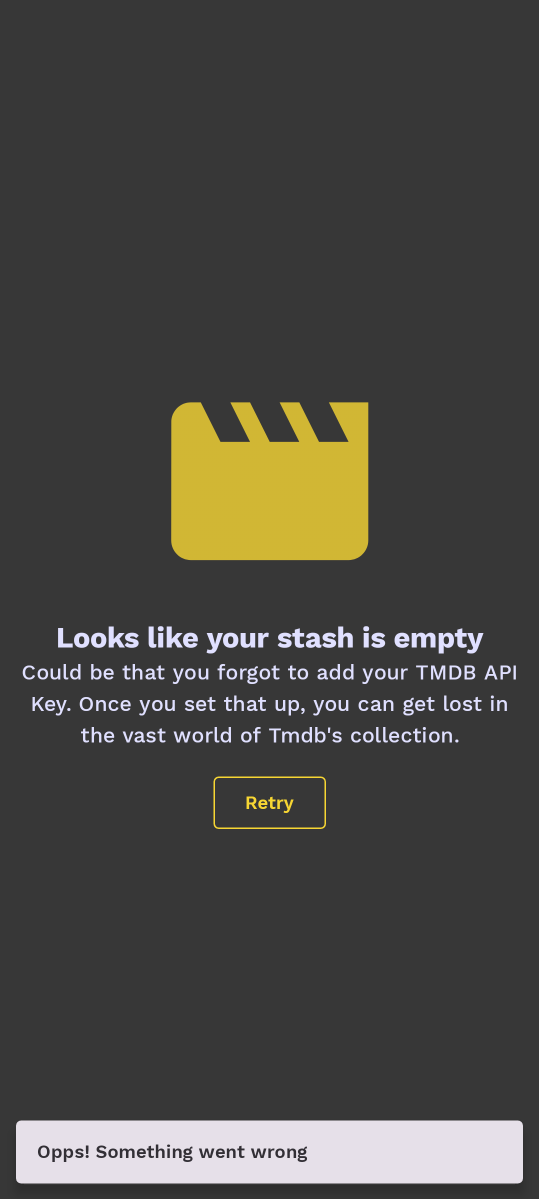 Looks like your stash is empty
Could be that you forgot to add your TMDB API
Key. Once you set that up, you can get lost in
the vast world of Tmdb's collection.
Retry
Opps! Something went wrong